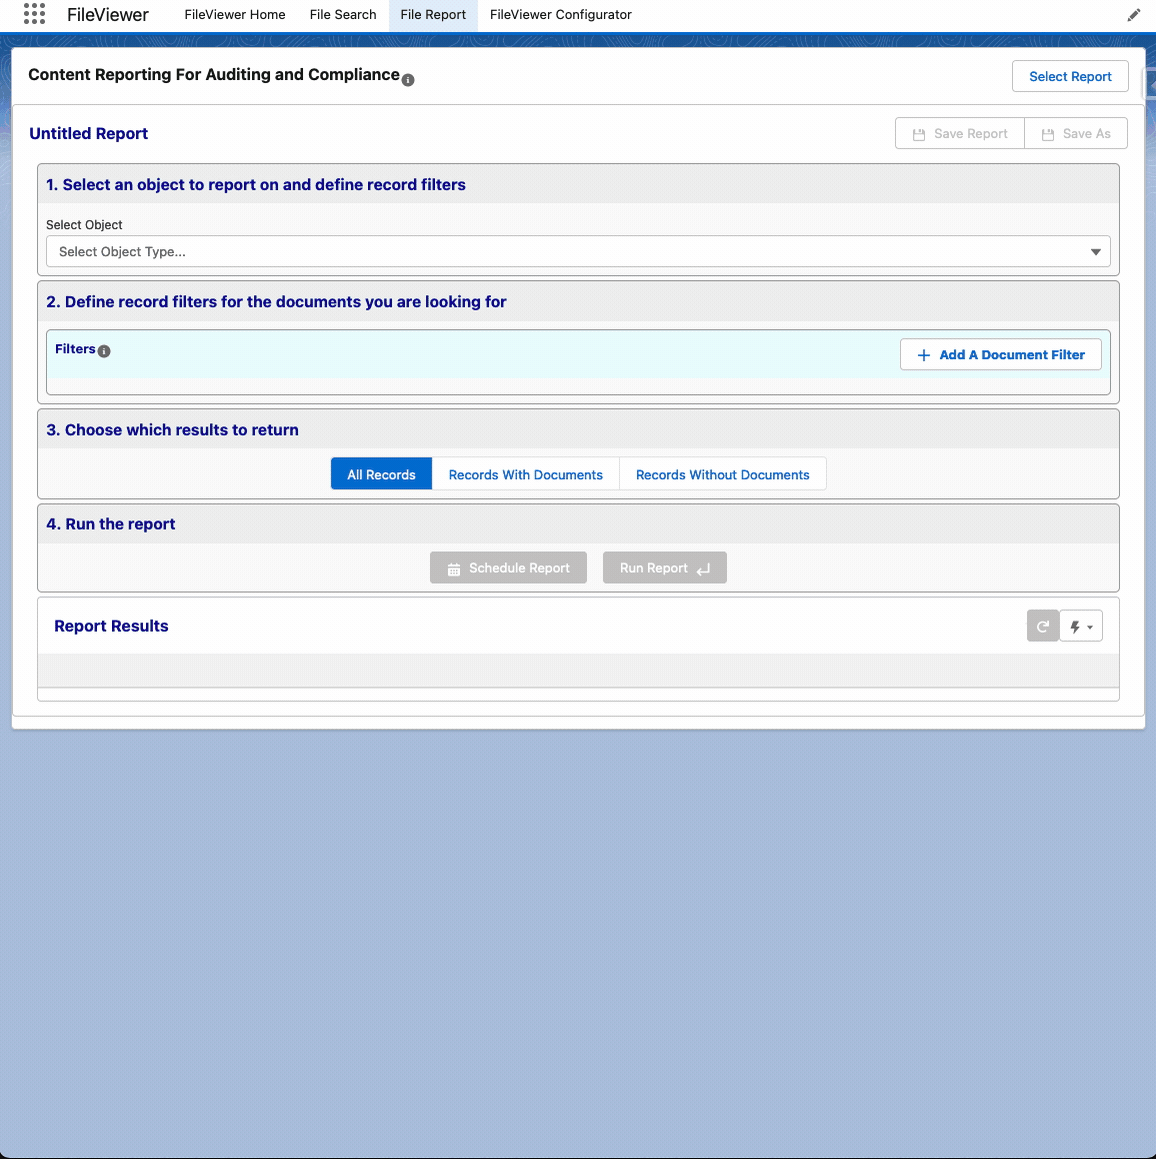 FileViewer
FileViewer Home
File Search
File Report
FileViewer Configurator
Content Reporting For Auditing and Compliance
Select Report
Untitled Report
Save Report
Save As
1. Select an object to report on and define record filters
Select Object
Select Object Type...
2. Define record filters for the documents you are looking for
Filters
Add A Document Filter
3. Choose which results to return
All Records
Records With Documents
Records Without Documents
4. Run the report
Schedule Report
Run Report
Report Results